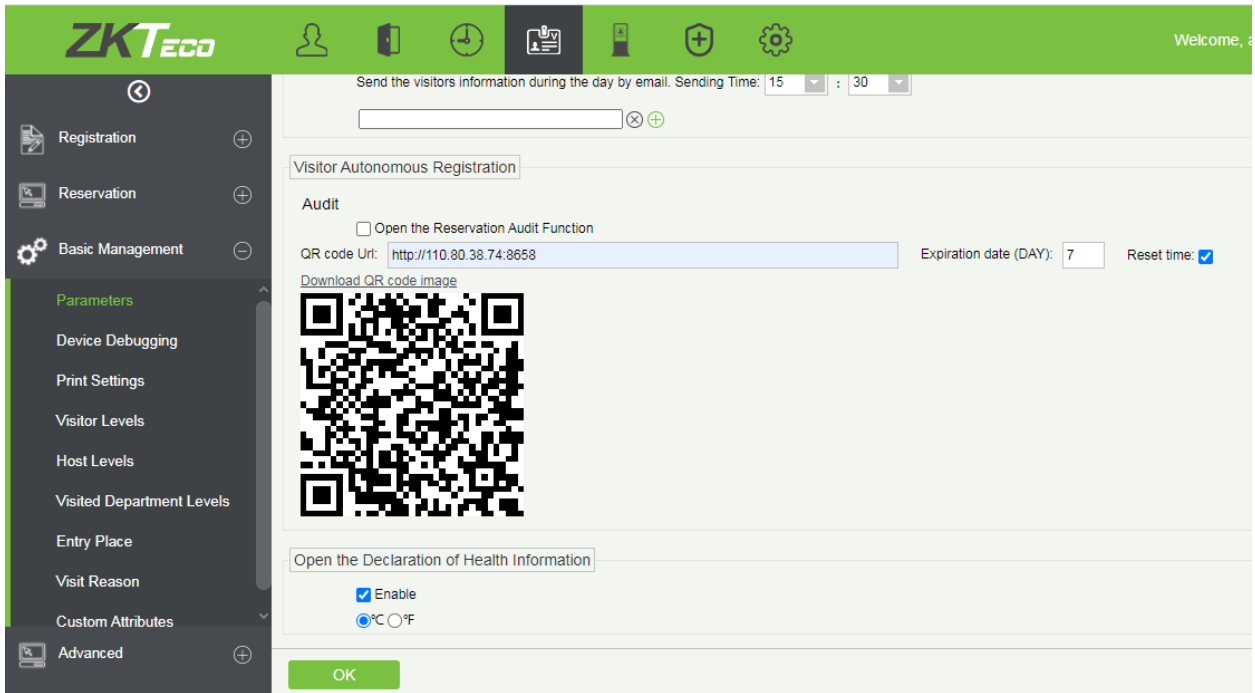 ZKTECO
Welcome, a
Registration
Reservation
Basic Management
Parameters
Device Debugging
Print Settings
Visitor Levels
Host Levels
Visited Department Levels
Entry Place
Visit Reason
Custom Attributes
Advanced
Send the visitors information during the day by email. Sending Time: 15 : 30
Visitor Autonomous Registration
Audit
Open the Reservation Audit Function
QR code Url: http://110.80.38.74:8658 Expiration date (DAY): 7 Reset time:
Download QR code image
Open the Declaration of Health Information
Enable
℃ ℉
OK